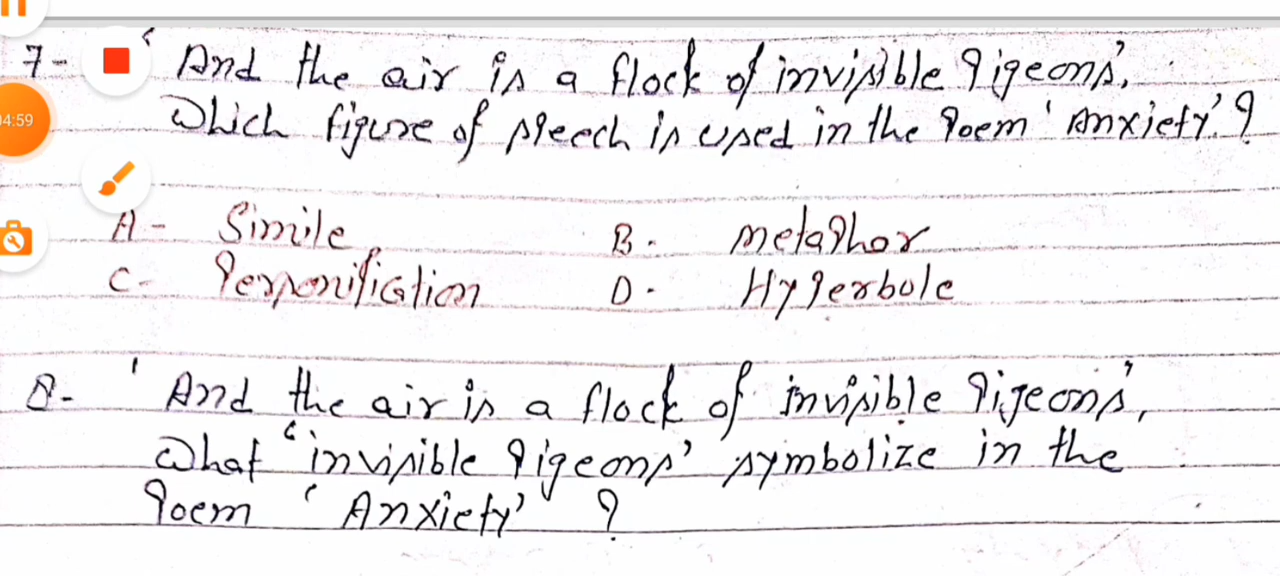 7- 'And the air is a flock of invisible Pigeons',
04:59
Which figure of speech is used in the Poem 'Anxiety'?
A- Simile
B- metaphor
C- Personification
D- Hyperbole
8- 'And the air is a flock of invisible Pigeons',
What 'invisible Pigeons' symbolize in the
Poem 'Anxiety' ?